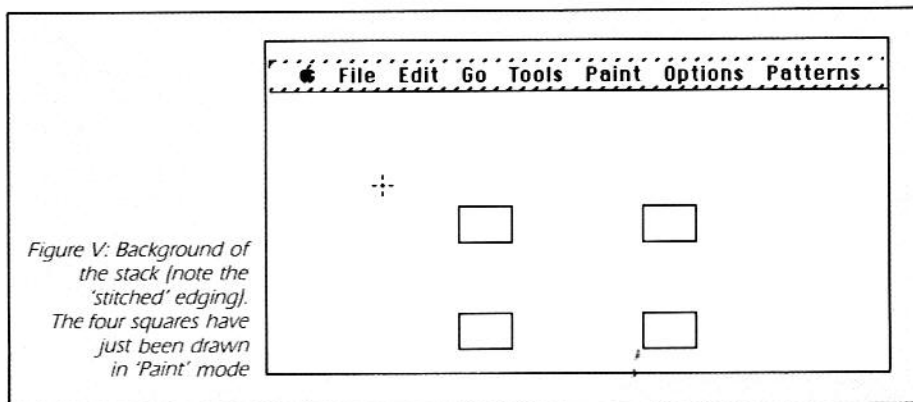 File Edit Go Tools Paint Options Patterns
Figure V: Background of
the stack (note the
'stitched' edging).
The four squares have
just been drawn
in 'Paint' mode